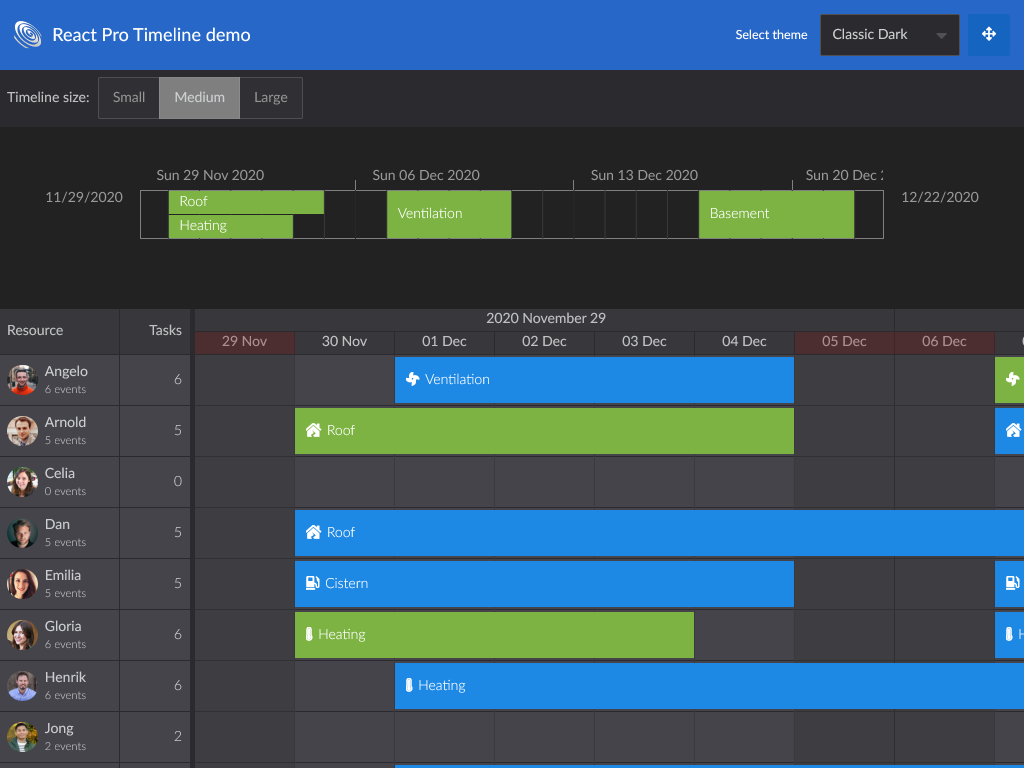 React Pro Timeline demo
Select theme
Classic Dark
Timeline size:
Small
Medium
Large
Sun 29 Nov 2020
Sun 06 Dec 2020
Sun 13 Dec 2020
Sun 20 Dec
11/29/2020
Roof
Heating
Ventilation
Basement
12/22/2020
Resource
Tasks
2020 November 29
29 Nov
30 Nov
01 Dec
02 Dec
03 Dec
04 Dec
05 Dec
06 Dec
Angelo
6 events
6
Ventilation
Arnold
5 events
5
Roof
Celia
0 events
0
Dan
5 events
5
Roof
Emilia
5 events
5
Cistern
Gloria
6 events
6
Heating
Henrik
6 events
6
Heating
Jong
2 events
2